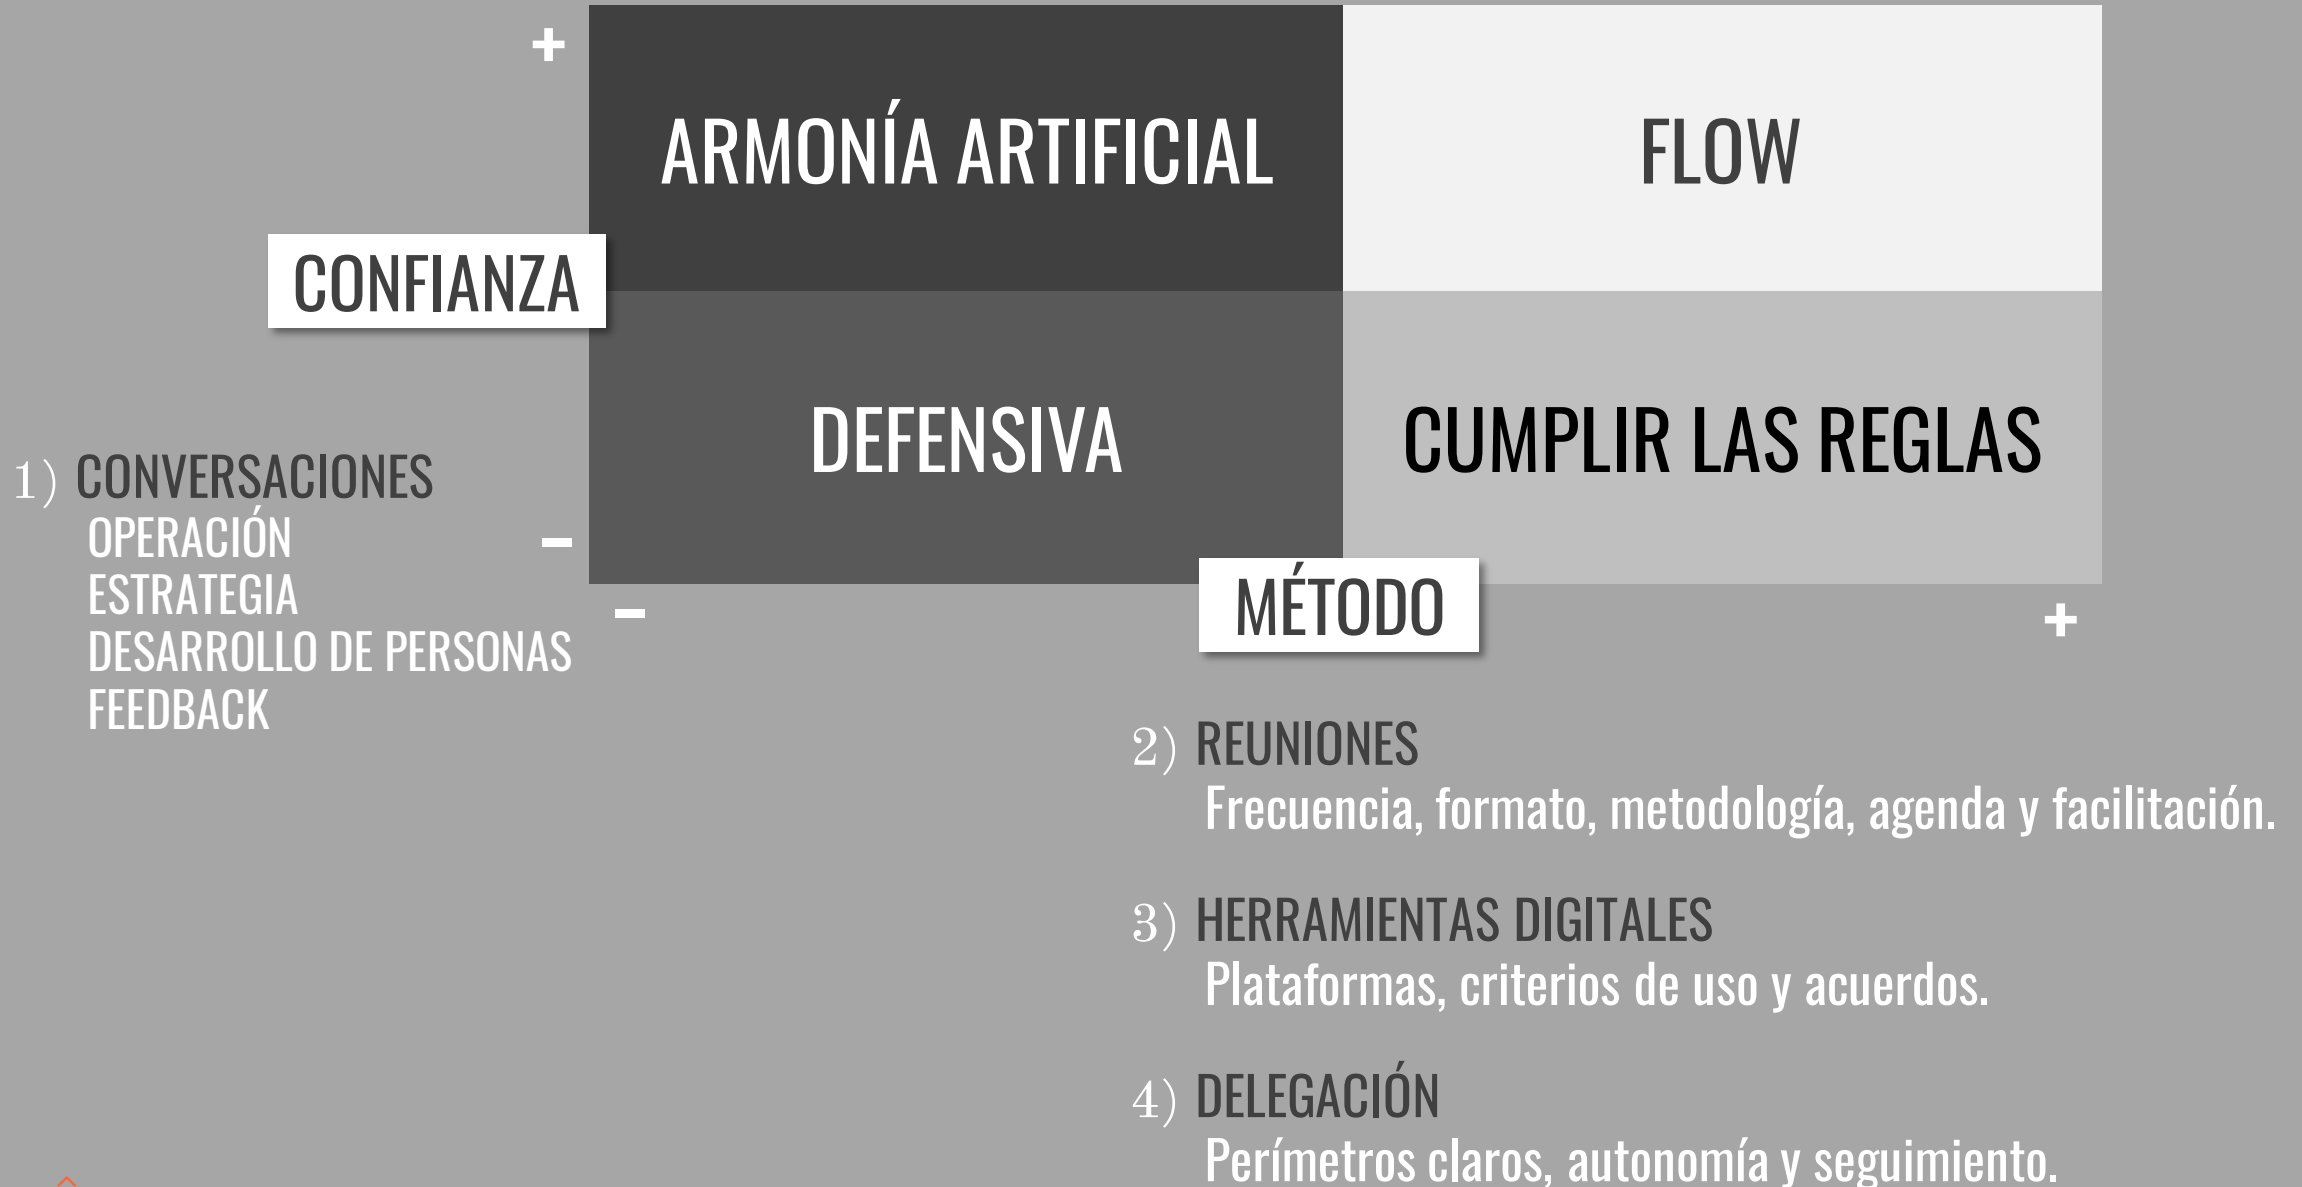 +
ARMONÍA ARTIFICIAL
FLOW
CONFIANZA
DEFENSIVA
CUMPLIR LAS REGLAS
1) CONVERSACIONES
OPERACIÓN
ESTRATEGIA
DESARROLLO DE PERSONAS
FEEDBACK
-
-
MÉTODO
+
2) REUNIONES
Frecuencia, formato, metodología, agenda y facilitación.
3) HERRAMIENTAS DIGITALES
Plataformas, criterios de uso y acuerdos.
4) DELEGACIÓN
Perímetros claros, autonomía y seguimiento.